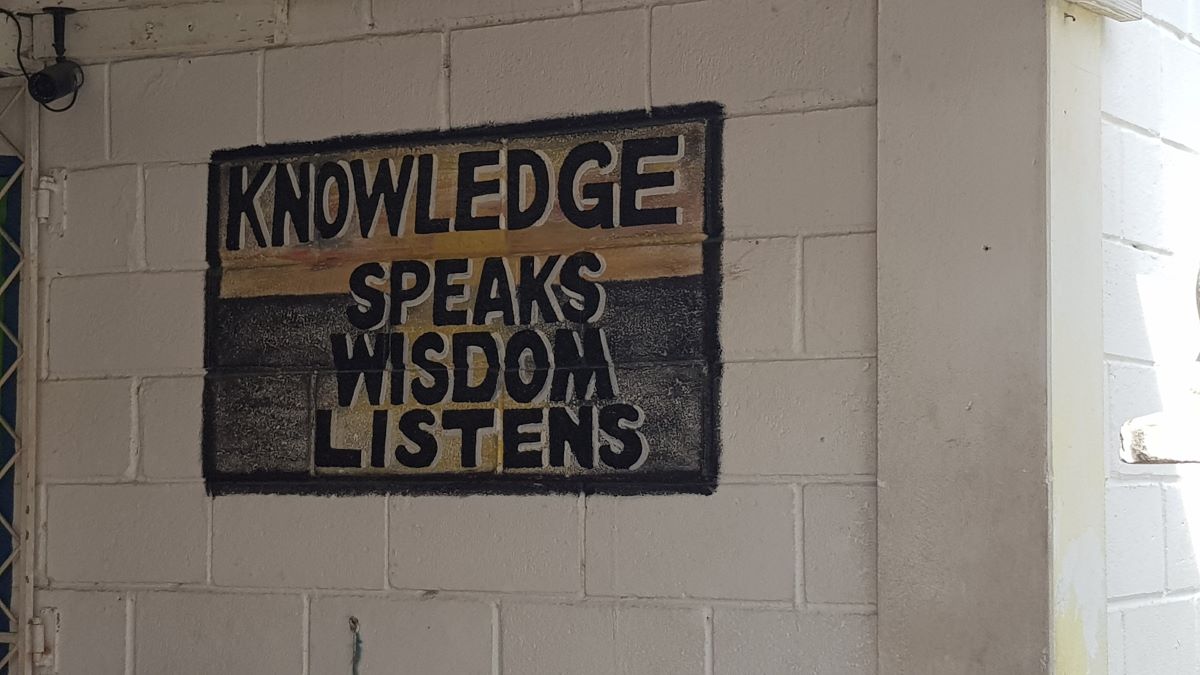 KNOWLEDGE
SPEAKS
WISDOM
LISTENS